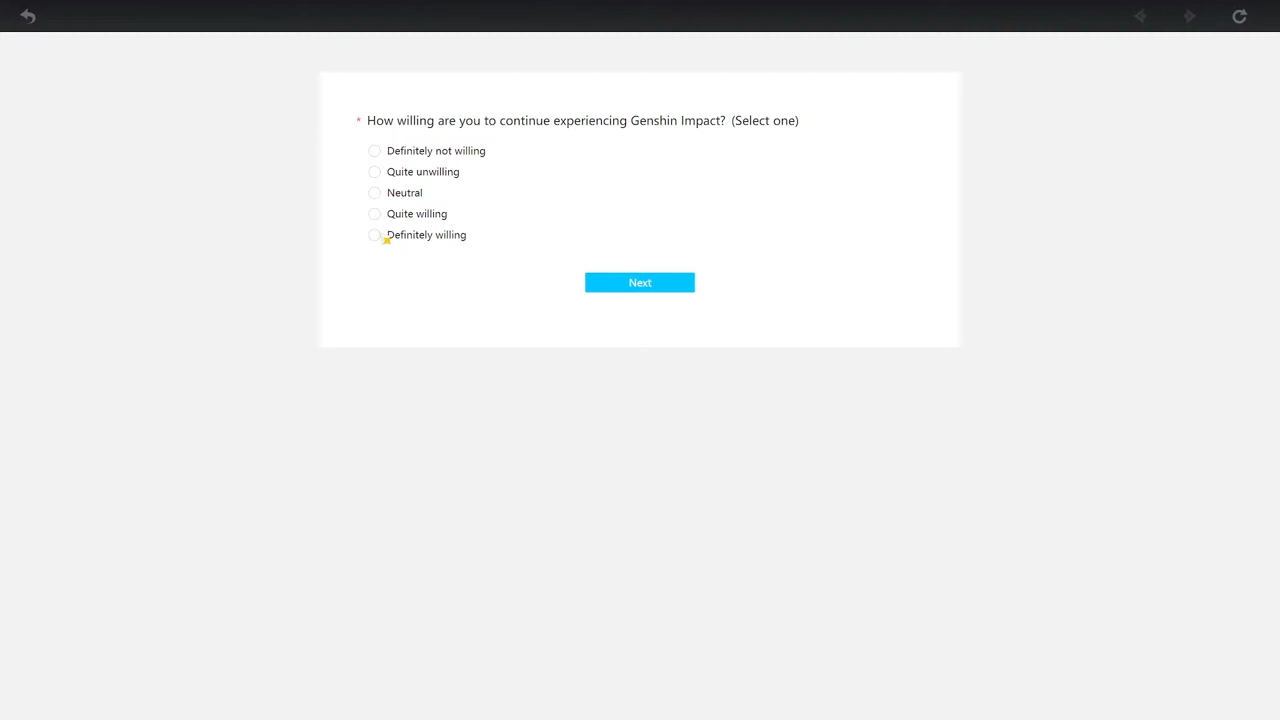 * How willing are you to continue experiencing Genshin Impact? (Select one)
Definitely not willing
Quite unwilling
Neutral
Quite willing
Definitely willing
Next